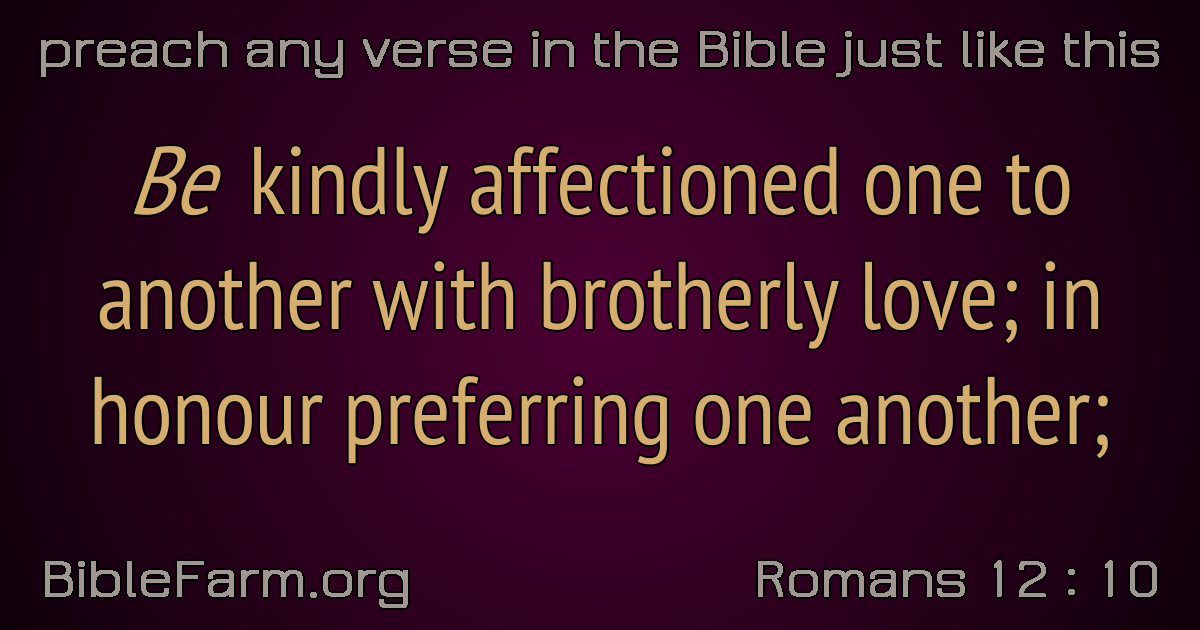 preach any verse in the Bible just like this
Be kindly affectioned one to
another with brotherly love; in
honour preferring one another;
BibleFarm.org
Romans 12 : 10